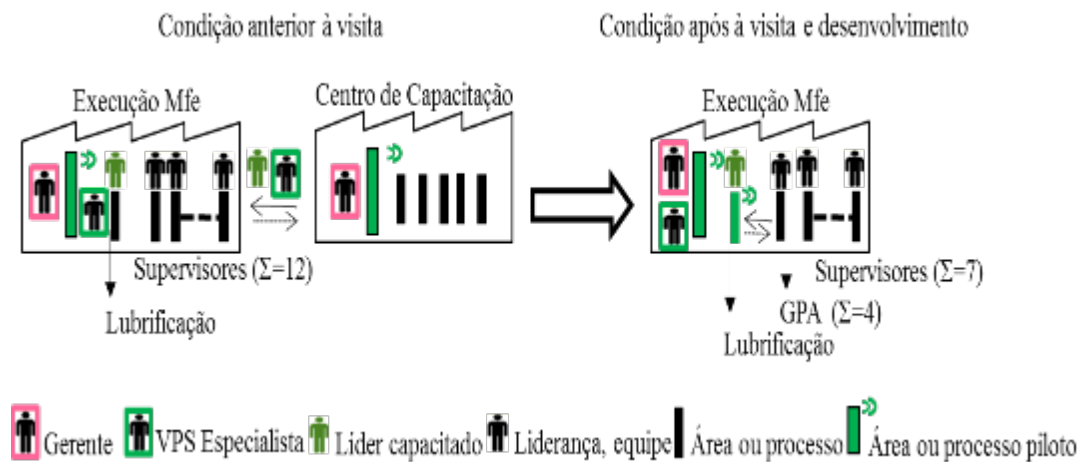 Condição anterior à visita
Condição após à visita e desenvolvimento
Execução Mfe
Centro de Capacitação
Execução Mfe
Supervisores (Σ=12)
Lubrificação
Supervisores (Σ=7)
GPA (Σ=4)
Lubrificação
Gerente VPS Especialista Lider capacitado Liderança, equipe Área ou processo Área ou processo piloto